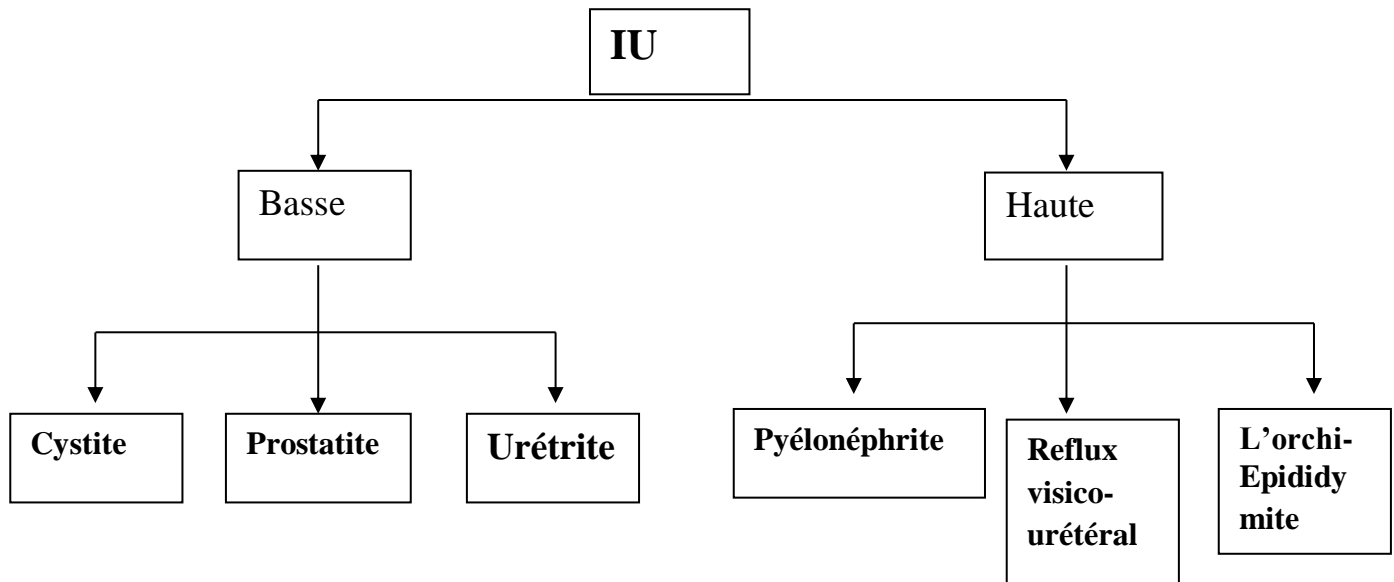 IU
Basse
Haute
Cystite
Prostatite
Urétrite
Pyélonéphrite
Reflux
visico-
urétéral
L’orchi-
Epididy
mite